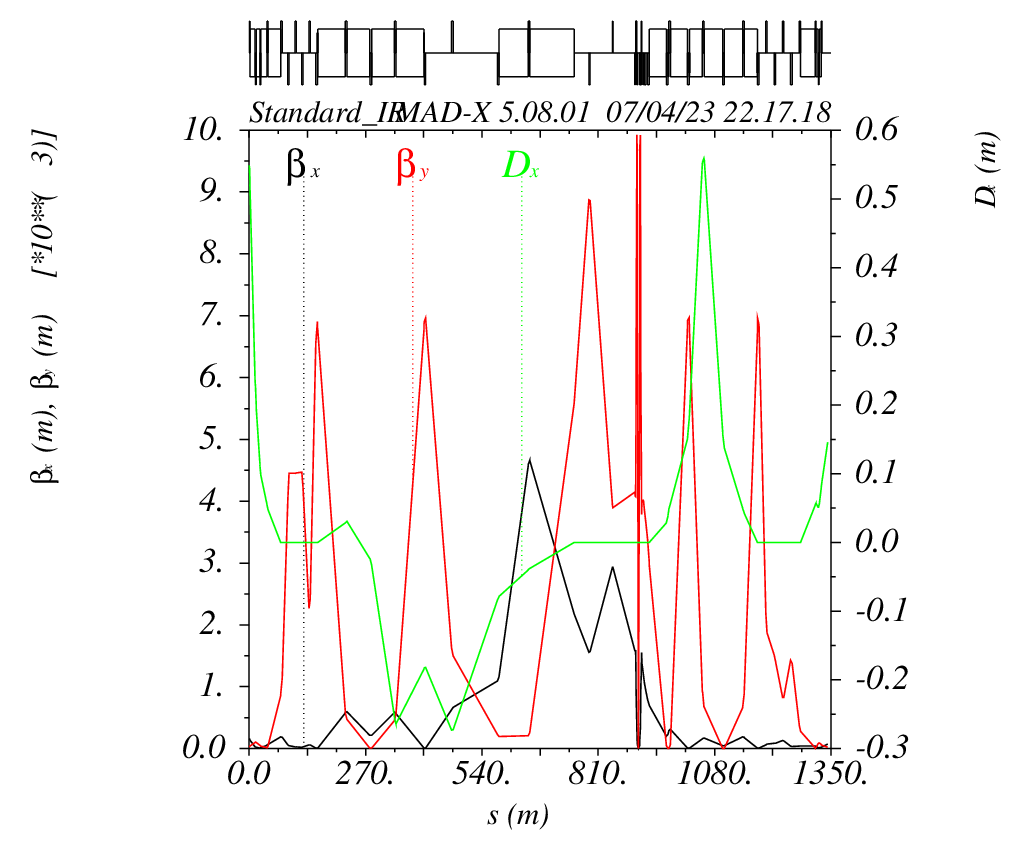 Standard_IR MAD-X 5.08.01 07/04/23 22.17.18
βx (m), βy (m) [*10**( 3)]
10.
9.
8.
7.
6.
5.
4.
3.
2.
1.
0.0
βx
βy
Dx
0.6
0.5
0.4
0.3
0.2
0.1
0.0
-0.1
-0.2
-0.3
Dx (m)
0.0 270. 540. 810. 1080. 1350.
s (m)